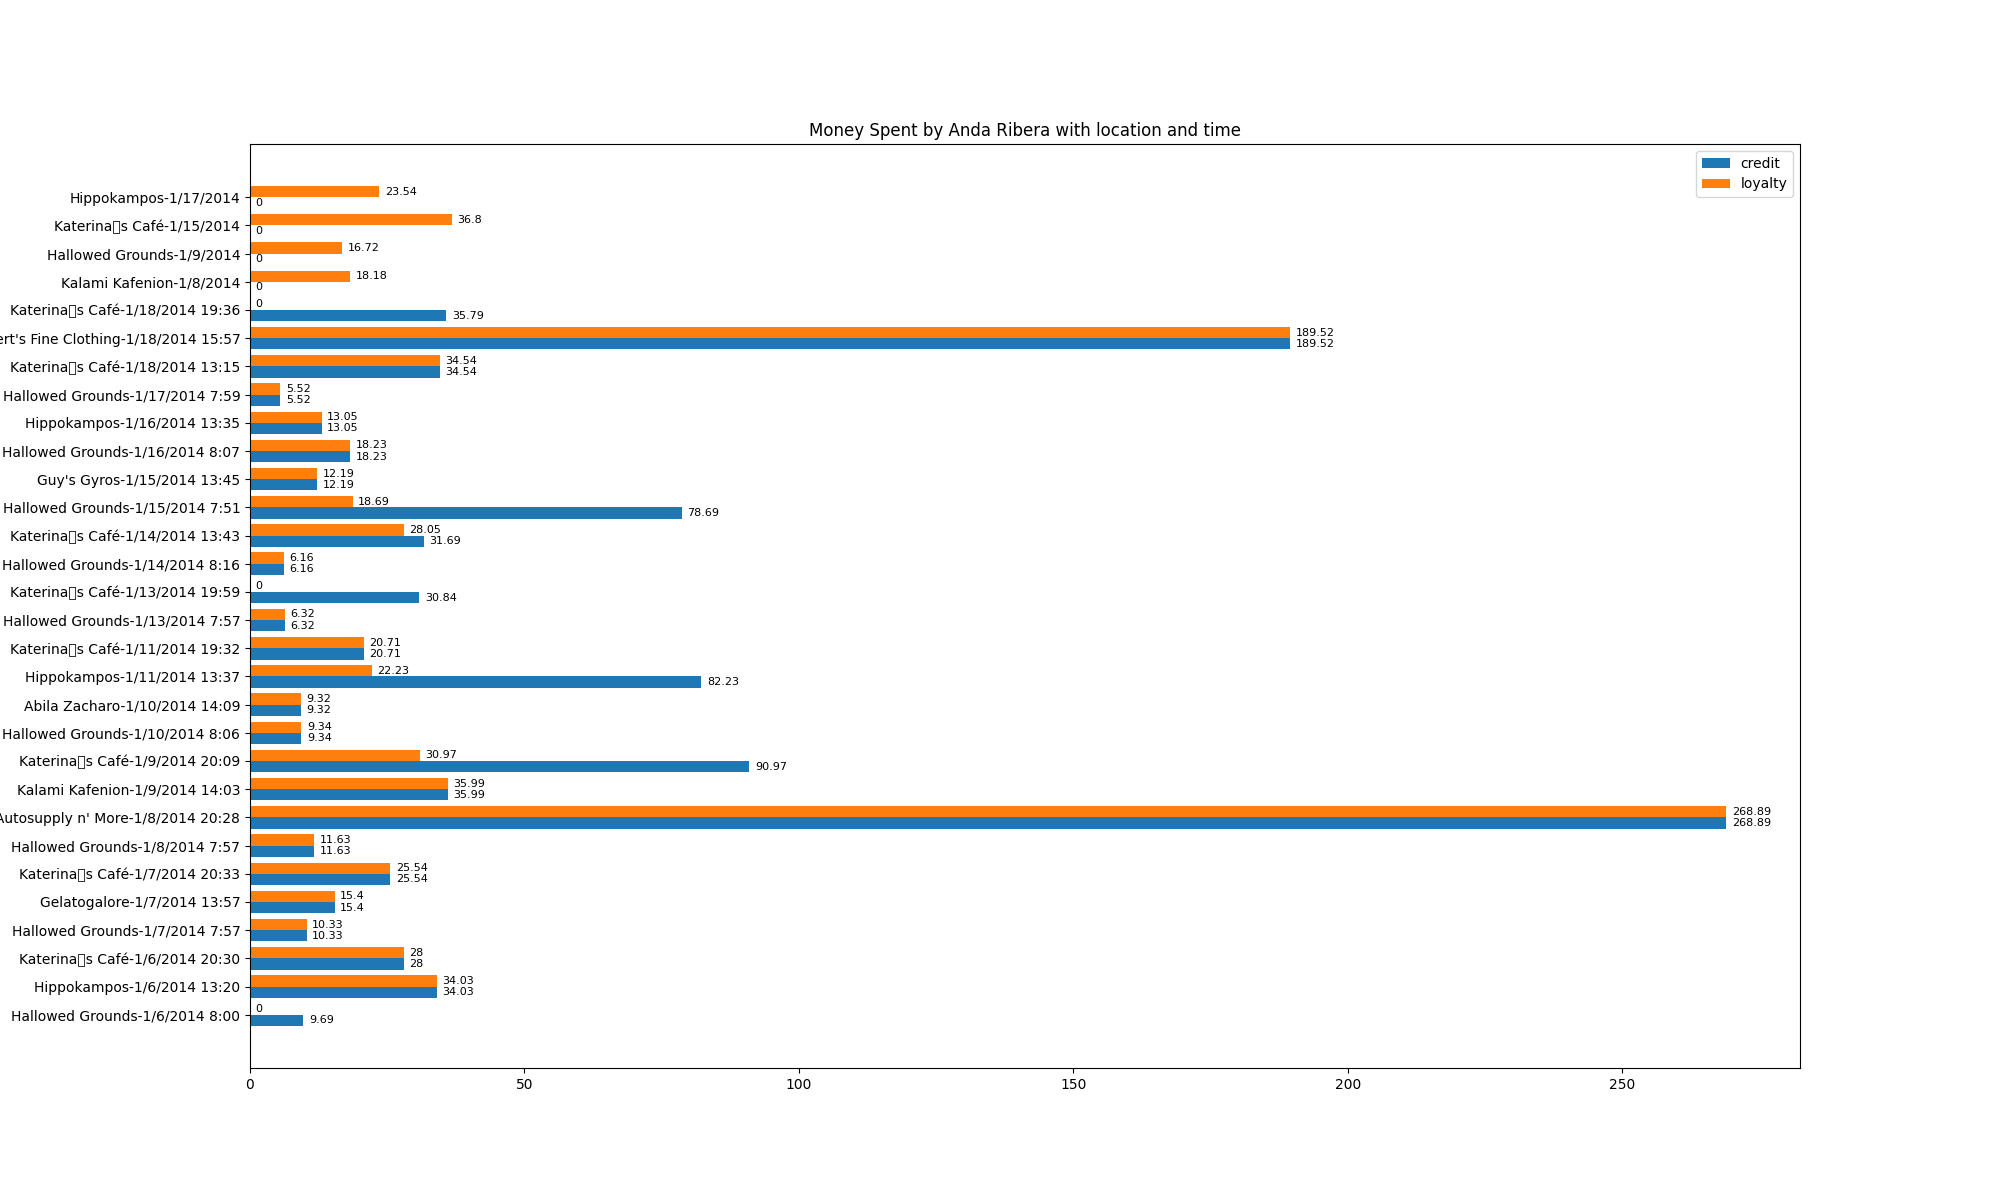 Money Spent by Anda Ribera with location and time
credit
loyalty
Hippokampos-1/17/2014
23.54
0
Katerina▯s Café-1/15/2014
36.8
0
Hallowed Grounds-1/9/2014
16.72
0
Kalami Kafenion-1/8/2014
18.18
0
Katerina▯s Café-1/18/2014 19:36
0
35.79
ert's Fine Clothing-1/18/2014 15:57
189.52
189.52
Katerina▯s Café-1/18/2014 13:15
34.54
34.54
Hallowed Grounds-1/17/2014 7:59
5.52
5.52
Hippokampos-1/16/2014 13:35
13.05
13.05
Hallowed Grounds-1/16/2014 8:07
18.23
18.23
Guy's Gyros-1/15/2014 13:45
12.19
12.19
Hallowed Grounds-1/15/2014 7:51
18.69
78.69
Katerina▯s Café-1/14/2014 13:43
28.05
31.69
Hallowed Grounds-1/14/2014 8:16
6.16
6.16
Katerina▯s Café-1/13/2014 19:59
0
30.84
Hallowed Grounds-1/13/2014 7:57
6.32
6.32
Katerina▯s Café-1/11/2014 19:32
20.71
20.71
Hippokampos-1/11/2014 13:37
22.23
82.23
Abila Zacharo-1/10/2014 14:09
9.32
9.32
Hallowed Grounds-1/10/2014 8:06
9.34
9.34
Katerina▯s Café-1/9/2014 20:09
30.97
90.97
Kalami Kafenion-1/9/2014 14:03
35.99
35.99
Autosupply n' More-1/8/2014 20:28
268.89
268.89
Hallowed Grounds-1/8/2014 7:57
11.63
11.63
Katerina▯s Café-1/7/2014 20:33
25.54
25.54
Gelatogalore-1/7/2014 13:57
15.4
15.4
Hallowed Grounds-1/7/2014 7:57
10.33
10.33
Katerina▯s Café-1/6/2014 20:30
28
28
Hippokampos-1/6/2014 13:20
34.03
34.03
Hallowed Grounds-1/6/2014 8:00
0
9.69
0 50 100 150 200 250